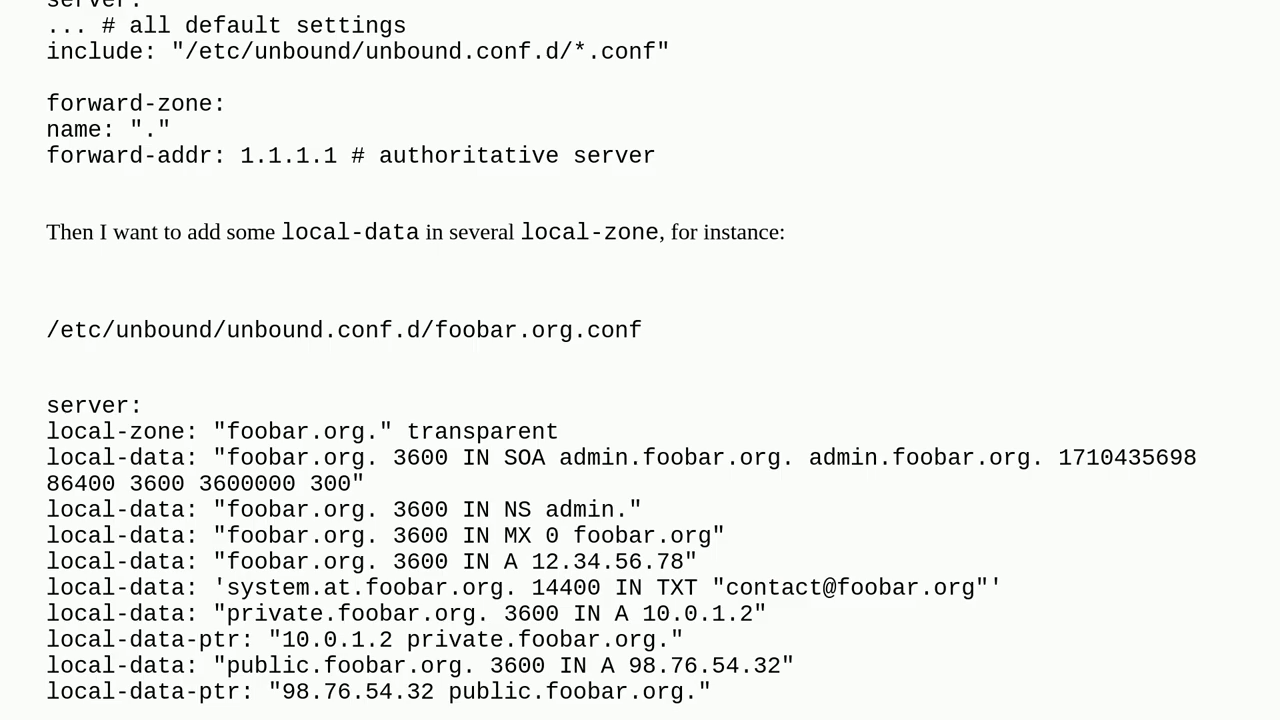 server:
... # all default settings
include: "/etc/unbound/unbound.conf.d/*.conf"
forward-zone:
name: "."
forward-addr: 1.1.1.1 # authoritative server
Then I want to add some local-data in several local-zone, for instance:
/etc/unbound/unbound.conf.d/foobar.org.conf
server:
local-zone: "foobar.org." transparent
local-data: "foobar.org. 3600 IN SOA admin.foobar.org. admin.foobar.org. 1710435698
86400 3600 3600000 300"
local-data: "foobar.org. 3600 IN NS admin."
local-data: "foobar.org. 3600 IN MX 0 foobar.org"
local-data: "foobar.org. 3600 IN A 12.34.56.78"
local-data: 'system.at.foobar.org. 14400 IN TXT "contact@foobar.org"'
local-data: "private.foobar.org. 3600 IN A 10.0.1.2"
local-data-ptr: "10.0.1.2 private.foobar.org."
local-data: "public.foobar.org. 3600 IN A 98.76.54.32"
local-data-ptr: "98.76.54.32 public.foobar.org."